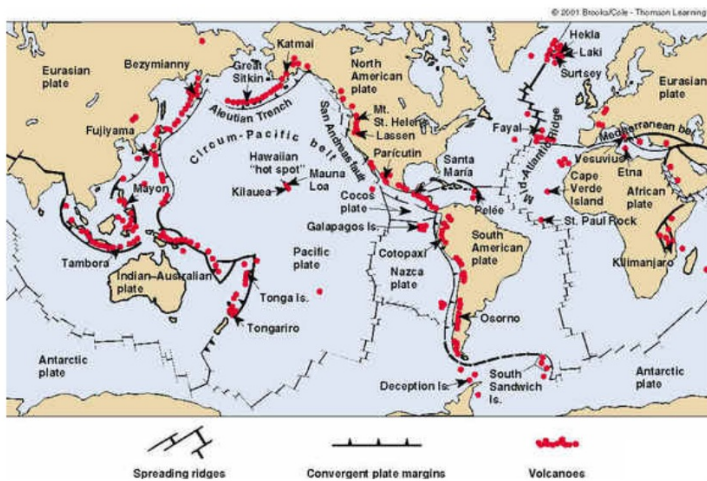 © 2001 Brooks/Cole - Thomson Learning
Hekla
Laki
Surtsey
Katmai
Great
Sitkin
Bezymianny
North
American
plate
Eurasian
plate
Eurasian
plate
Aleutian Trench
Mt.
St. Helens
Lassen
San Andreas fault
Fujiyama
Circum-Pacific belt
Fayal
Mid-Atlantic Ridge
Mediterranean belt
Hawaiian
"hot spot"
Mauna
Loa
Kilauea
Parícutin
Santa
María
Vesuvius
Etna
Mayon
Cape
Verde
Island
African
plate
Cocos
plate
Pelée
Galapagos Is.
St. Paul Rock
South
American
plate
Cotopaxi
Kilimanjaro
Tambora
Indian-Australian
plate
Pacific
plate
Nazca
plate
Tonga Is.
Osorno
Tongariro
Antarctic
plate
Deception Is.
South
Sandwich
Is.
Antarctic
plate
Spreading ridges
Convergent plate margins
Volcanoes